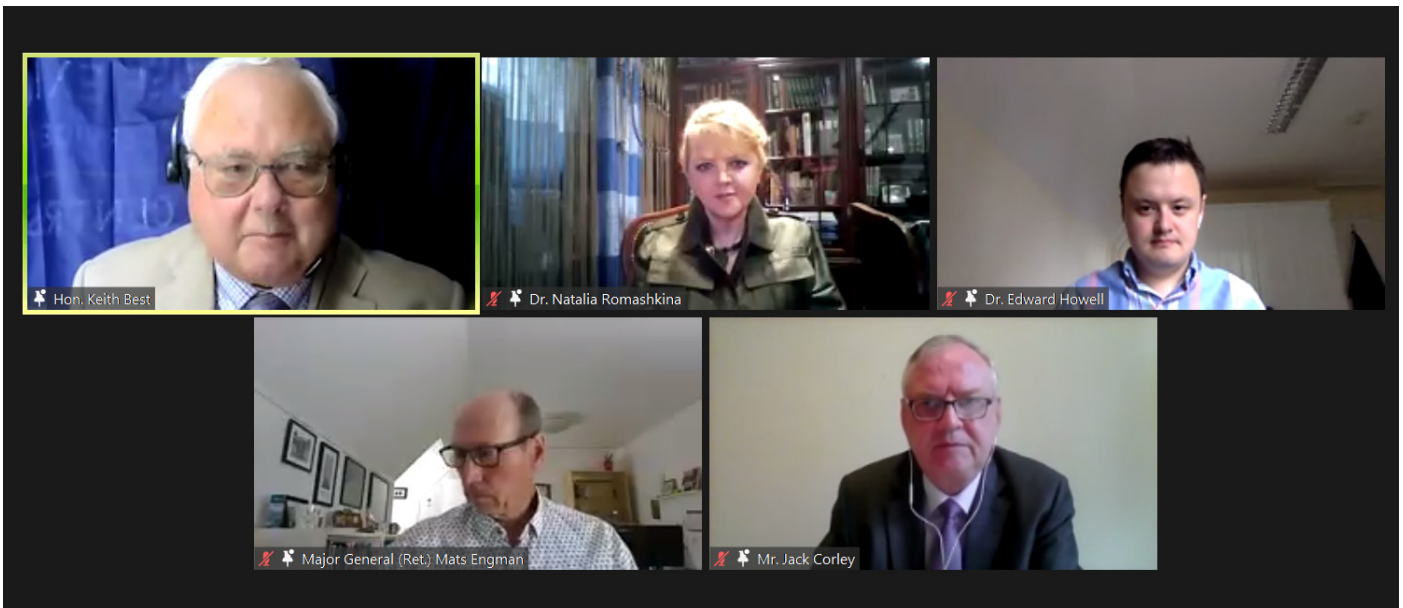 Hon. Keith Best
Dr. Natalia Romashkina
Dr. Edward Howell
Major General (Ret.) Mats Engman
Mr. Jack Corley